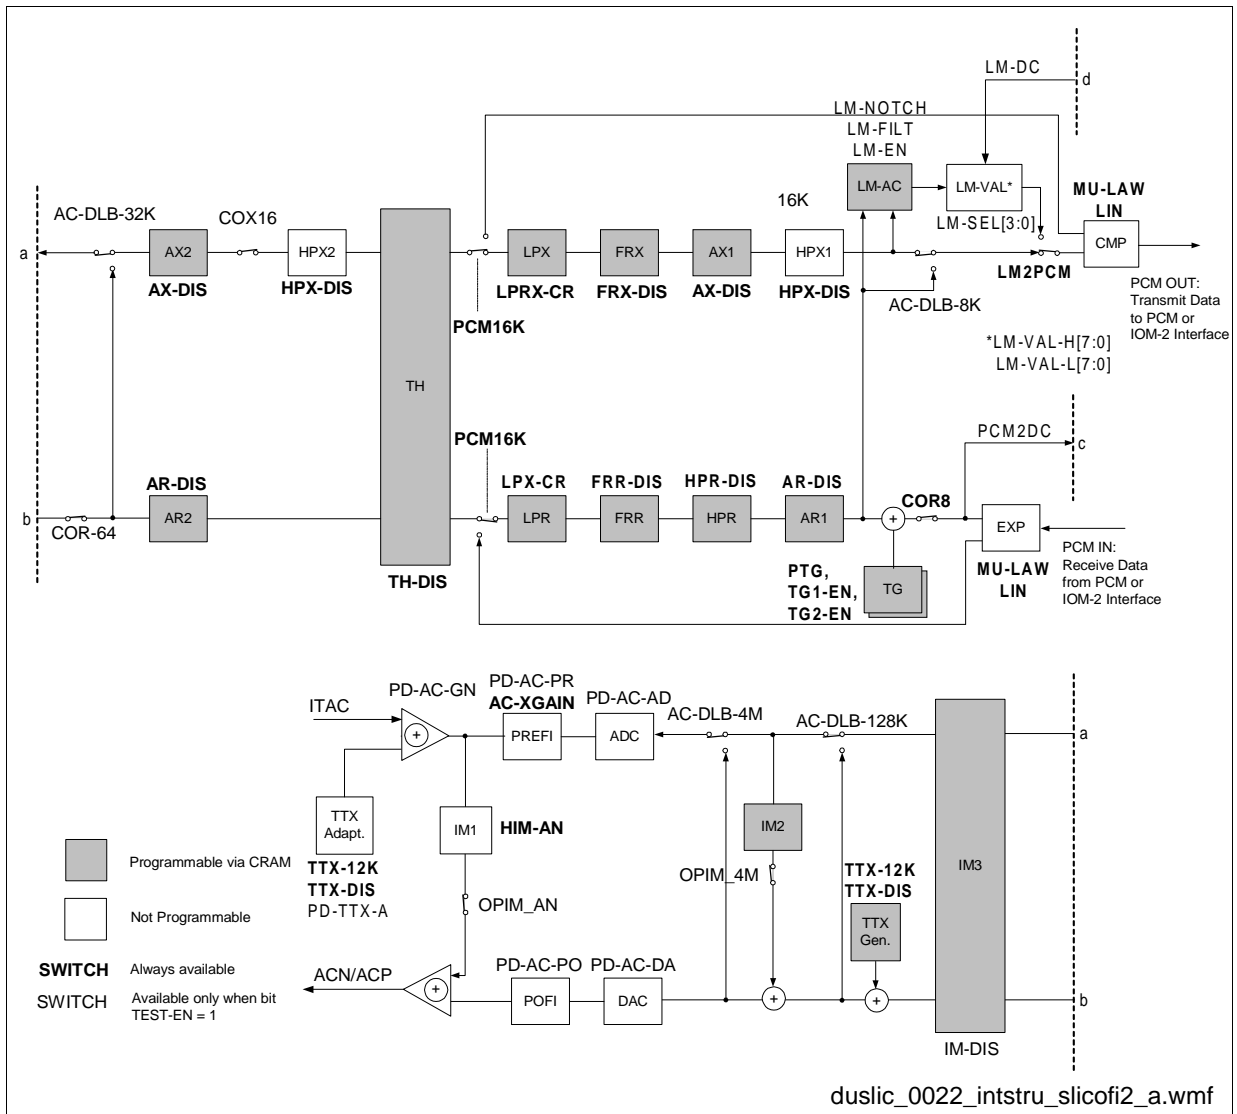 LM-DC
d
LM-NOTCH
LM-FILT
LM-EN
LM-AC
LM-VAL*
LM-SEL[3:0]
MU-LAW
LIN
CMP
LM2PCM
PCM OUT:
Transmit Data
to PCM or
IOM-2 Interface
AC-DLB-32K
COX16
16K
a
AX2
HPX2
LPX
FRX
AX1
HPX1
AX-DIS
HPX-DIS
LPRX-CR
FRX-DIS
AX-DIS
HPX-DIS
AC-DLB-8K
PCM16K
*LM-VAL-H[7:0]
LM-VAL-L[7:0]
TH
PCM16K
PCM2DC
c
AR-DIS
LPX-CR
FRR-DIS
HPR-DIS
AR-DIS
COR8
b
COR-64
AR2
LPR
FRR
HPR
AR1
+
EXP
PCM IN:
Receive Data
from PCM or
IOM-2 Interface
TH-DIS
PTG,
TG1-EN,
TG2-EN
TG
MU-LAW
LIN
PD-AC-GN
PD-AC-PR
AC-XGAIN
PD-AC-AD
AC-DLB-4M
AC-DLB-128K
ITAC
+
PREFI
ADC
a
TTX
Adapt.
IM1
HIM-AN
IM2
IM3
TTX-12K
TTX-DIS
PD-TTX-A
OPIM_AN
OPIM_4M
TTX-12K
TTX-DIS
TTX
Gen.
Programmable via CRAM
Not Programmable
SWITCH Always available
SWITCH Available only when bit
TEST-EN = 1
ACN/ACP
+
PD-AC-PO
PD-AC-DA
POFI
DAC
+
+
b
IM-DIS
duslic_0022_intstru_slicofi2_a.wmf